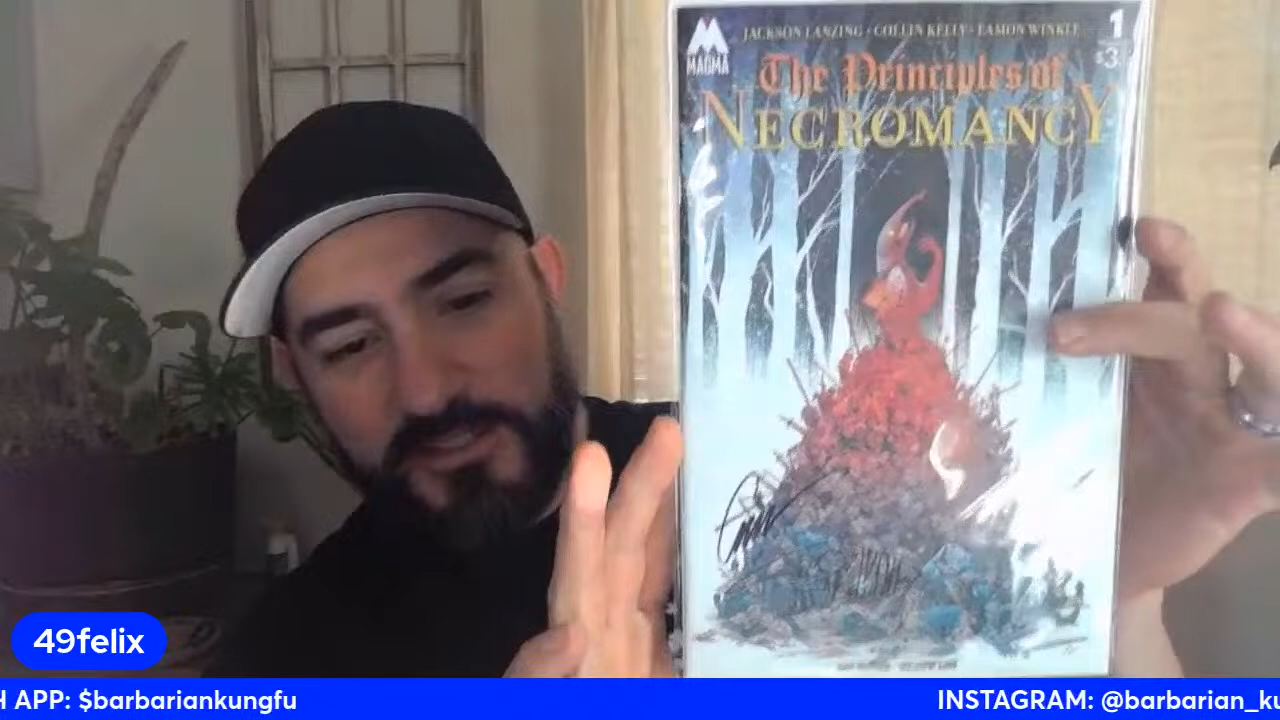 JACKSON LANZING • COLLIN KELLY • EAMON WINKLE
1
$3
MAGMA
The Principles of
NECROMANCY
49felix
H APP: $barbariankungfu
INSTAGRAM: @barbarian_ku